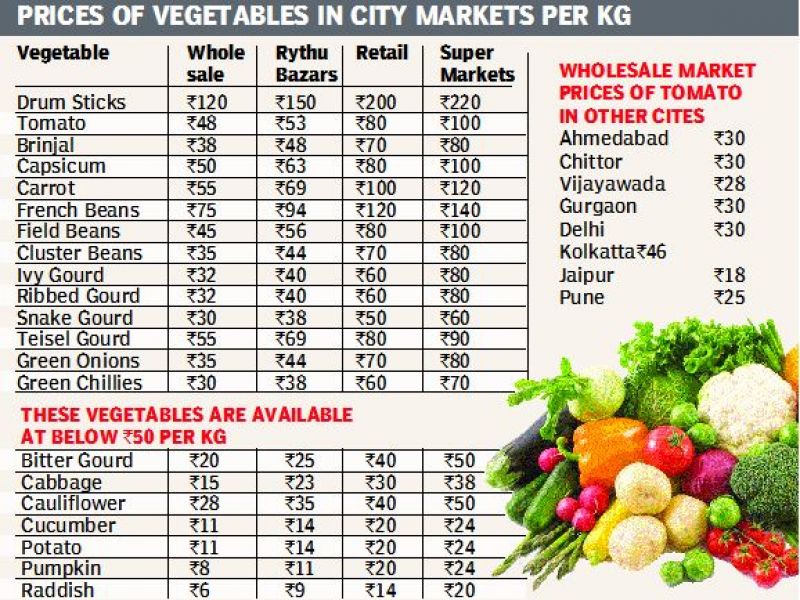 PRICES OF VEGETABLES IN CITY MARKETS PER KG
Vegetable Whole sale Rythu Bazars Retail Super Markets
Drum Sticks ₹120 ₹150 ₹200 ₹220
Tomato ₹48 ₹53 ₹80 ₹100
Brinjal ₹38 ₹48 ₹70 ₹80
Capsicum ₹50 ₹63 ₹80 ₹100
Carrot ₹55 ₹69 ₹100 ₹120
French Beans ₹75 ₹94 ₹120 ₹140
Field Beans ₹45 ₹56 ₹80 ₹100
Cluster Beans ₹35 ₹44 ₹70 ₹80
Ivy Gourd ₹32 ₹40 ₹60 ₹80
Ribbed Gourd ₹32 ₹40 ₹60 ₹80
Snake Gourd ₹30 ₹38 ₹50 ₹60
Teisel Gourd ₹55 ₹69 ₹80 ₹90
Green Onions ₹35 ₹44 ₹70 ₹80
Green Chillies ₹30 ₹38 ₹60 ₹70
THESE VEGETABLES ARE AVAILABLE
AT BELOW ₹50 PER KG
Bitter Gourd ₹20 ₹25 ₹40 ₹50
Cabbage ₹15 ₹23 ₹30 ₹38
Cauliflower ₹28 ₹35 ₹40 ₹50
Cucumber ₹11 ₹14 ₹20 ₹24
Potato ₹11 ₹14 ₹20 ₹24
Pumpkin ₹8 ₹11 ₹20 ₹24
Raddish ₹6 ₹9 ₹14 ₹20
WHOLESALE MARKET
PRICES OF TOMATO
IN OTHER CITES
Ahmedabad ₹30
Chittor ₹30
Vijayawada ₹28
Gurgaon ₹30
Delhi ₹30
Kolkatta₹46
Jaipur ₹18
Pune ₹25